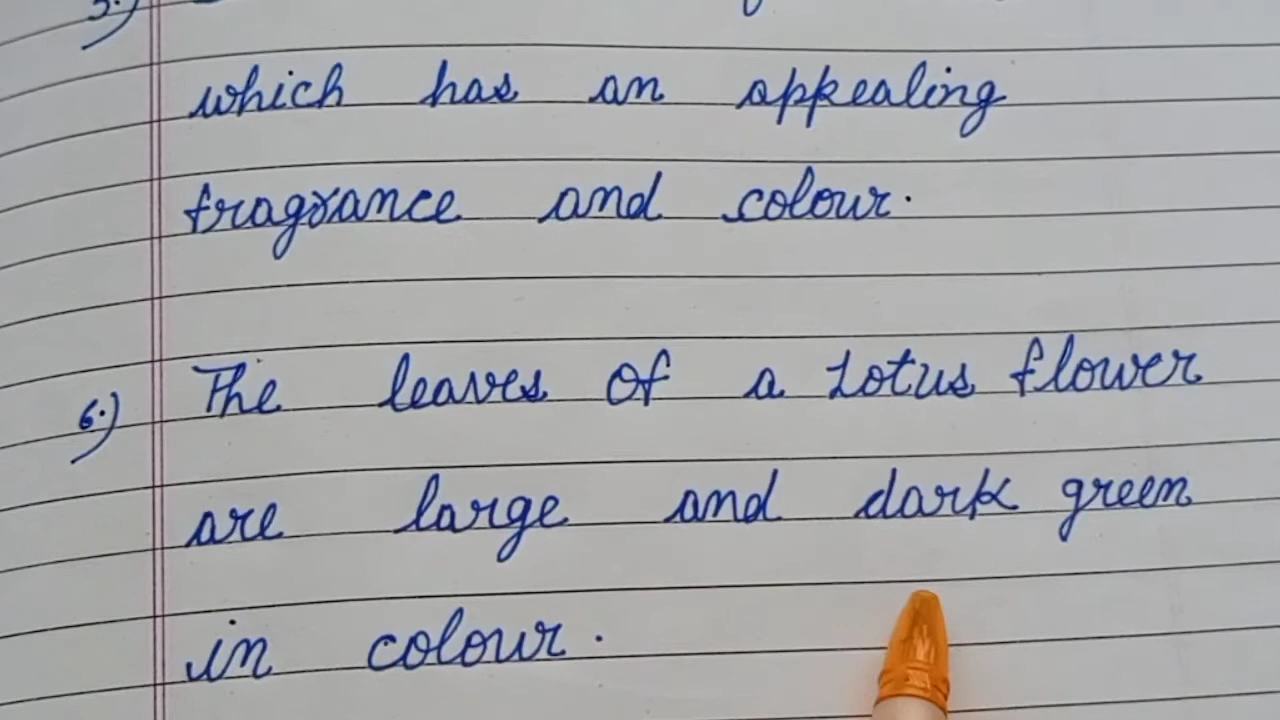 5.)
which has an appealing
fragrance and colour.
6.) The leaves of a Lotus flower
are large and dark green
in colour.